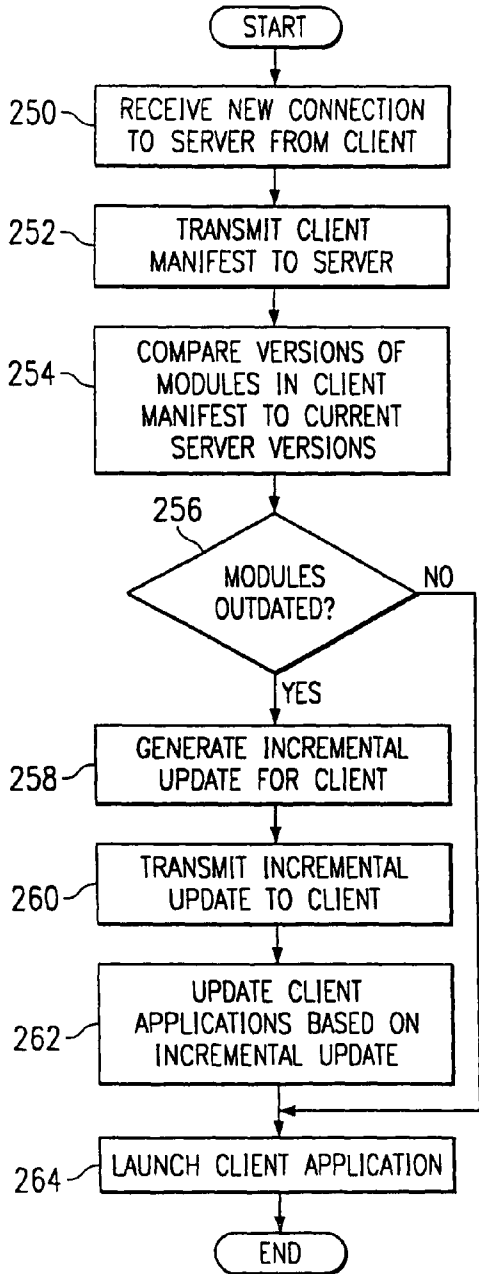 START
250
RECEIVE NEW CONNECTION
TO SERVER FROM CLIENT
252
TRANSMIT CLIENT
MANIFEST TO SERVER
254
COMPARE VERSIONS OF
MODULES IN CLIENT
MANIFEST TO CURRENT
SERVER VERSIONS
256
MODULES
OUTDATED?
NO
YES
258
GENERATE INCREMENTAL
UPDATE FOR CLIENT
260
TRANSMIT INCREMENTAL
UPDATE TO CLIENT
262
UPDATE CLIENT
APPLICATIONS BASED ON
INCREMENTAL UPDATE
264
LAUNCH CLIENT APPLICATION
END